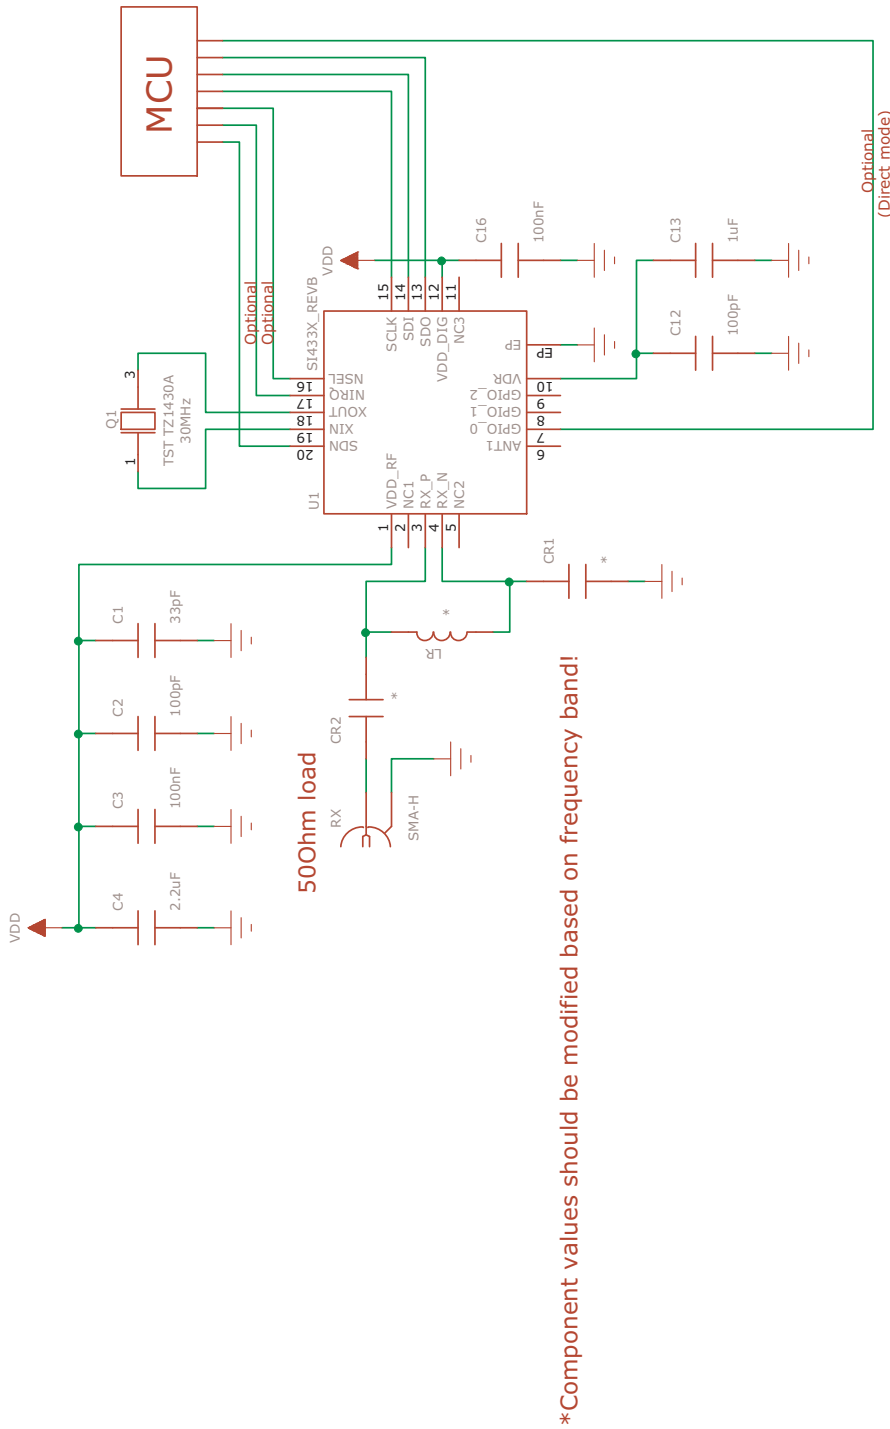 MCU
Optional
(Direct mode)
Optional
Optional
VDD
C16
100nF
C13
1uF
C12
100pF
SI433X_REVB
U1
15
14
13
12
11
SCLK
SDI
SDO
VDD_DIG
NC3
EP
EP
VDR
GPIO_2
GPIO_1
GPIO_0
ANT1
10
9
8
7
6
NSEL
NIRQ
XOUT
XIN
SDN
16
17
18
19
20
VDD_RF
NC1
RX_P
RX_N
NC2
1
2
3
4
5
Q1
3
1
TST TZ1430A
30MHz
C1
33pF
C2
100pF
C3
100nF
C4
2.2uF
VDD
CR1
*
*
LR
*
CR2
RX
SMA-H
50Ohm load
*Component values should be modified based on frequency band!